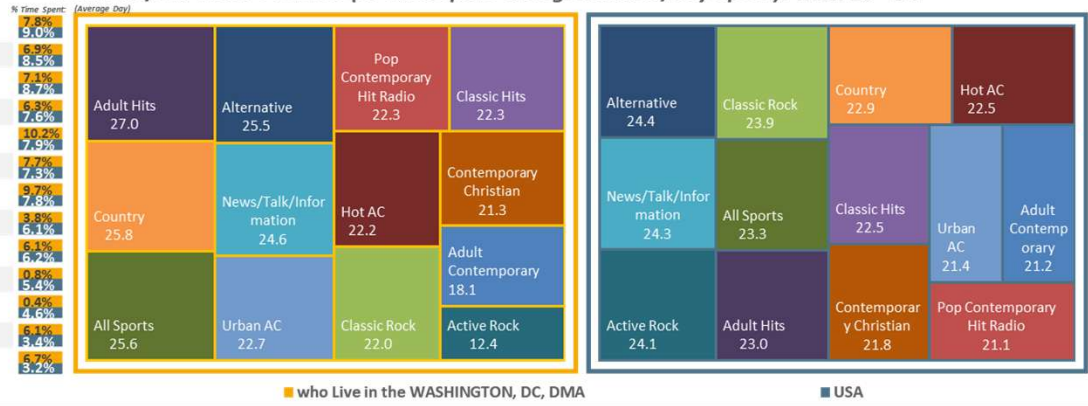 % Time Spent: (Average Day)
7.8%
9.0%
6.9%
8.5%
7.1%
8.7%
6.3%
7.6%
10.2%
7.9%
7.7%
7.3%
9.7%
7.8%
3.8%
6.1%
6.1%
6.2%
0.8%
5.4%
0.4%
4.6%
6.1%
3.4%
6.7%
3.2%
Adult Hits
27.0
Alternative
25.5
Pop
Contemporary
Hit Radio
22.3
Classic Hits
22.3
Country
25.8
News/Talk/Infor
mation
24.6
Hot AC
22.2
Contemporary
Christian
21.3
Adult
Contemporary
18.1
All Sports
25.6
Urban AC
22.7
Classic Rock
22.0
Active Rock
12.4
Alternative
24.4
Classic Rock
23.9
Country
22.9
Hot AC
22.5
News/Talk/Infor
mation
24.3
All Sports
23.3
Classic Hits
22.5
Urban
AC
21.4
Adult
Contemp
orary
21.2
Active Rock
24.1
Adult Hits
23.0
Contemporar
y Christian
21.8
Pop Contemporary
Hit Radio
21.1
who Live in the WASHINGTON, DC, DMA
USA